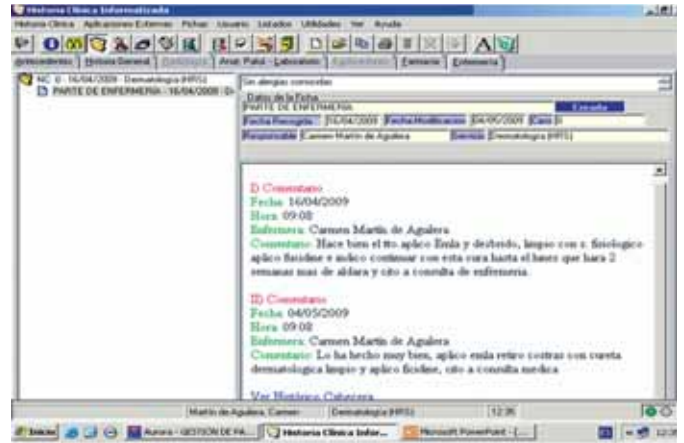 Historia Clínica Informatizada
Historia Clínica Aplicaciones Externas Fichas Usuario Listados Utilidades Ver Ayuda
Antecedentes Historia General Anat. Patol - Laboratorio Farmacia Enfermería
NC 0 - 16/04/2009 - Dermatología (HRS)
PARTE DE ENFERMERÍA - 16/04/2009 - D
Sin alergias conocidas
Datos de la Ficha
PARTE DE ENFERMERÍA
Fecha Recogida 16/04/2009 Fecha Modificación 04/05/2009 Caso 0
Responsable Carmen Martín de Aguilera Servicio Dermatología (HRS)
I) Comentario
Fecha: 16/04/2009
Hora: 09:08
Enfermera: Carmen Martín de Aguilera
Comentario: Hace bien el tto.aplico Emla y desbrido, limpio con s. fisiologico
aplico fucidine e indico continuar con esta cura hasta el lunes que hara 2
semanas mas de aldara y cito a consulta de enfermeria.
II) Comentario
Fecha: 04/05/2009
Hora: 09:08
Enfermera: Carmen Martín de Aguilera
Comentario: Lo ha hecho muy bien, aplico emla retiro costras con cureta
dermatologica limpio y aplico ficidine, cito a consulta medica
Ver Histórico Cabecera
Martín de Aguilera, Carmen Dermatología (HRS) 12:35
Inicio Aurora - GESTIÓN DE PA... Historia Clínica Infor... Microsoft PowerPoint - [...